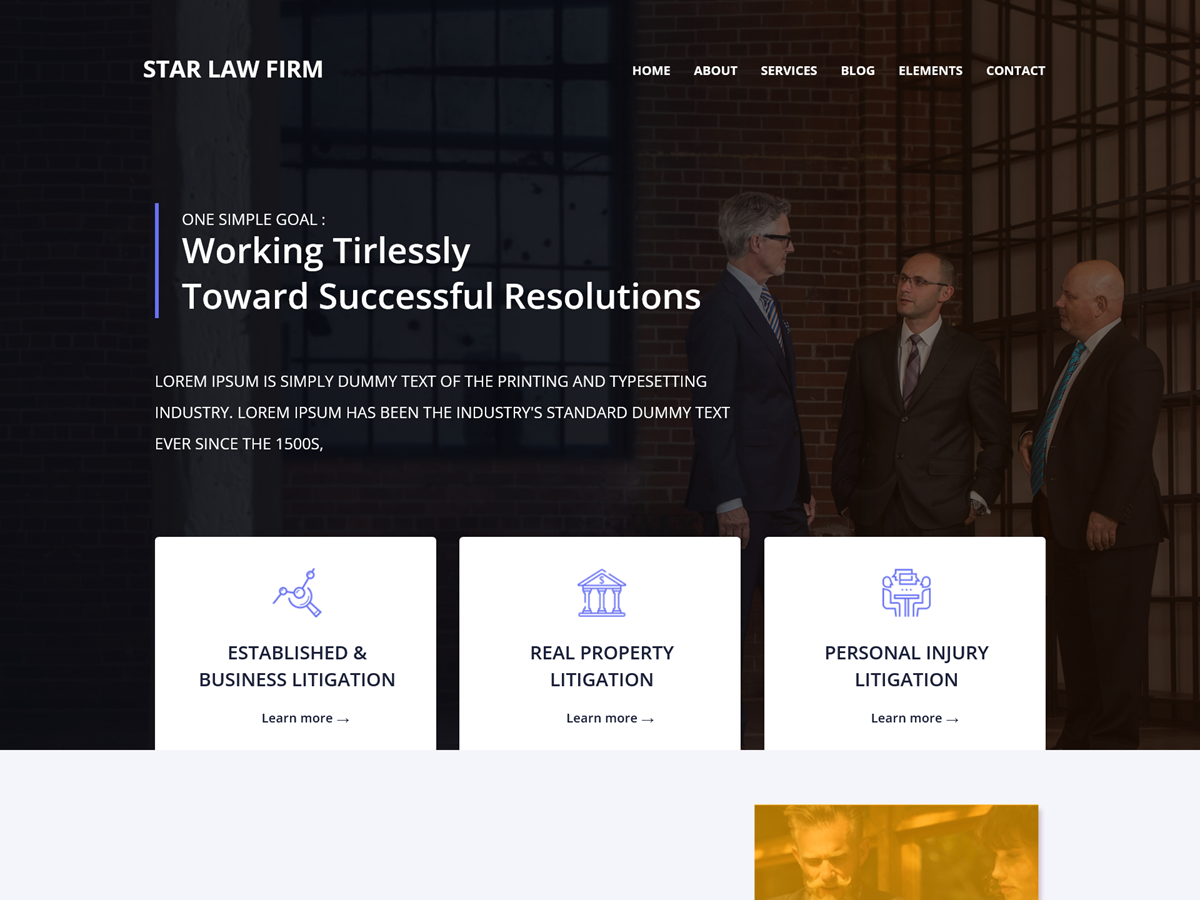 STAR LAW FIRM
HOME ABOUT SERVICES BLOG ELEMENTS CONTACT
ONE SIMPLE GOAL :
Working Tirlessly
Toward Successful Resolutions
LOREM IPSUM IS SIMPLY DUMMY TEXT OF THE PRINTING AND TYPESETTING
INDUSTRY. LOREM IPSUM HAS BEEN THE INDUSTRY'S STANDARD DUMMY TEXT
EVER SINCE THE 1500S,
ESTABLISHED &
BUSINESS LITIGATION
Learn more →
REAL PROPERTY
LITIGATION
Learn more →
PERSONAL INJURY
LITIGATION
Learn more →